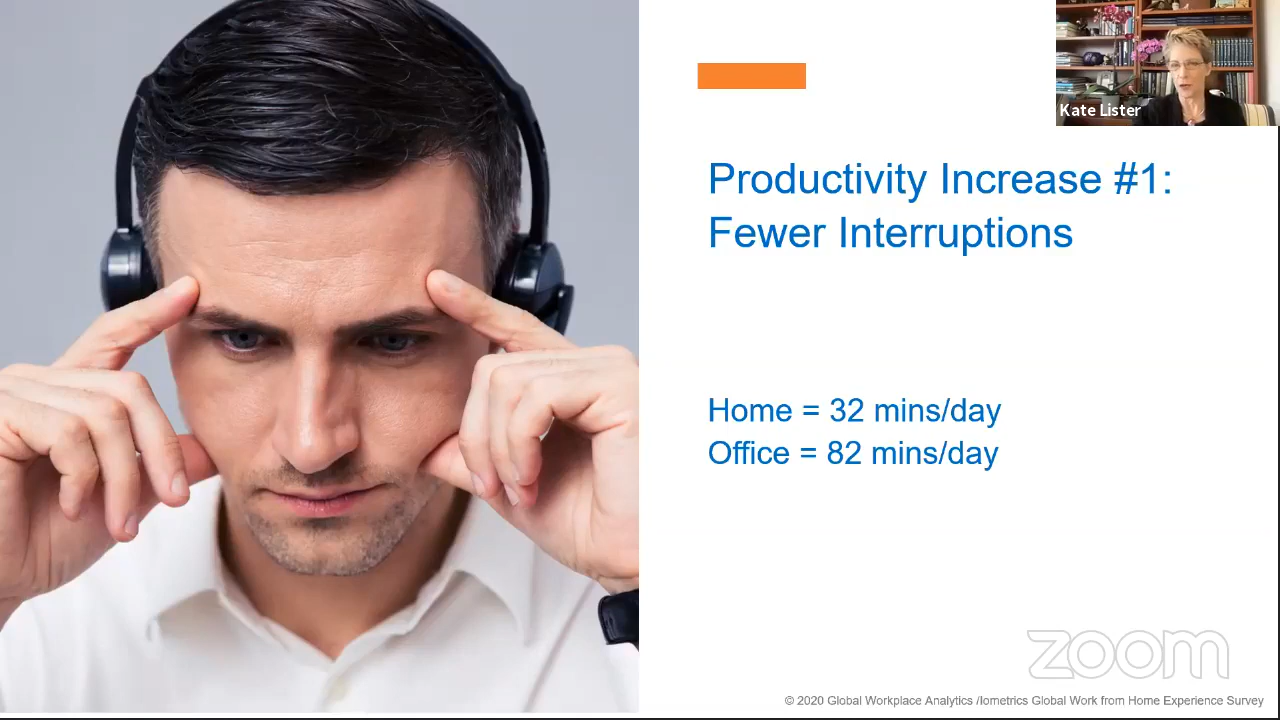 Kate Lister
Productivity Increase #1:
Fewer Interruptions
Home = 32 mins/day
Office = 82 mins/day
zoom
© 2020 Global Workplace Analytics /Iometrics Global Work from Home Experience Survey